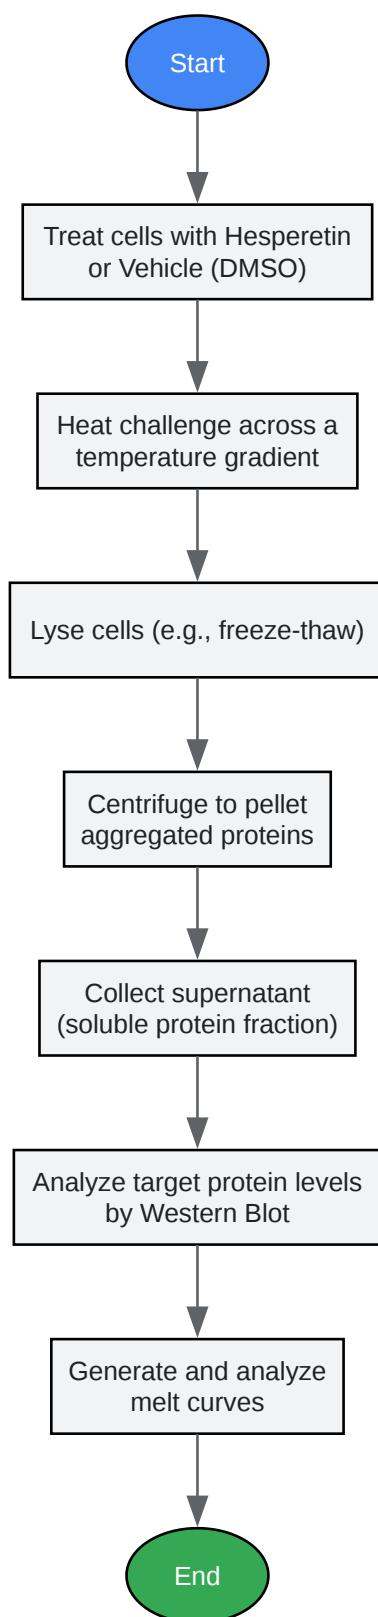 Start
Treat cells with Hesperetin
or Vehicle (DMSO)
Heat challenge across a
temperature gradient
Lyse cells (e.g., freeze-thaw)
Centrifuge to pellet
aggregated proteins
Collect supernatant
(soluble protein fraction)
Analyze target protein levels
by Western Blot
Generate and analyze
melt curves
End